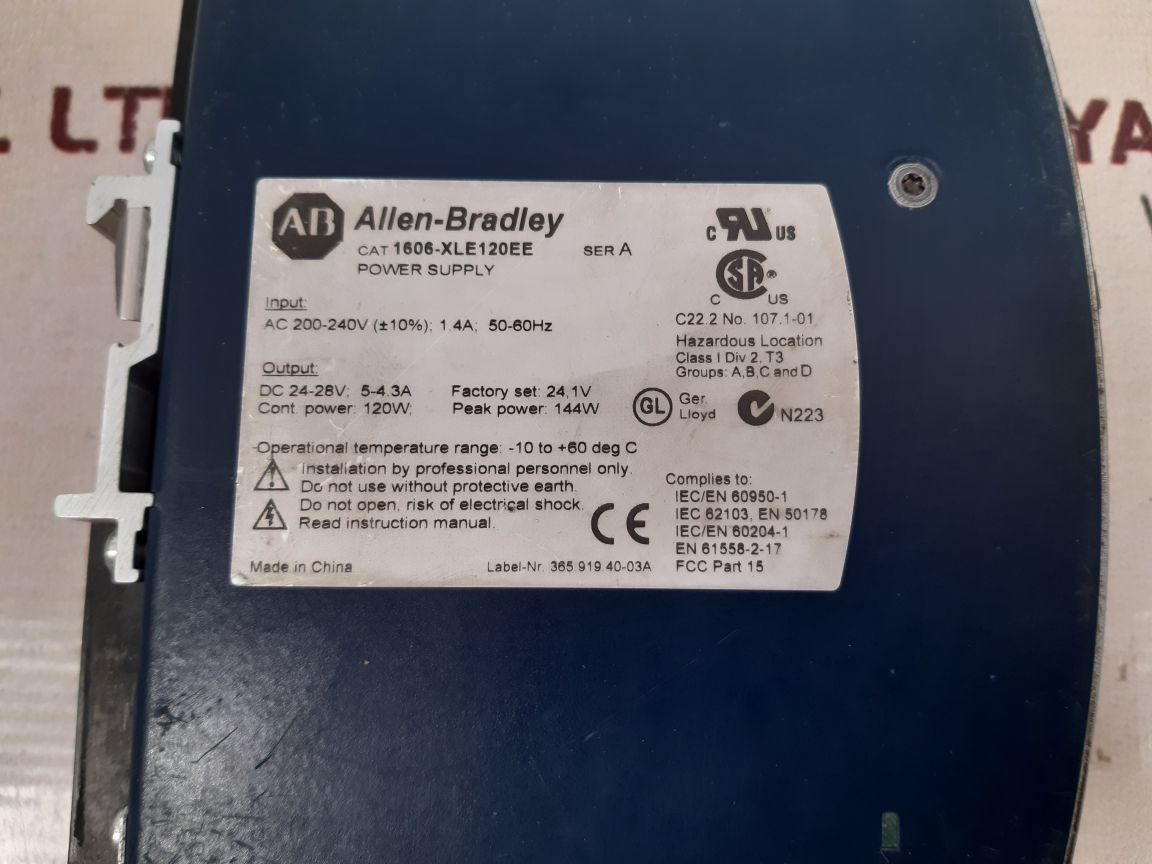 L LTD
YA
AB Allen-Bradley
CAT 1606-XLE120EE SER A
POWER SUPPLY
Input:
AC 200-240V (±10%); 1.4A; 50-60Hz
Output:
DC 24-28V; 5-4.3A Factory set: 24,1V
Cont. power: 120W; Peak power: 144W
Operational temperature range: -10 to +60 deg C
Installation by professional personnel only.
Do not use without protective earth.
Do not open, risk of electrical shock.
Read instruction manual.
Made in China
Label-Nr. 365.919.40-03A
C RU US
C SA ® C US
C22.2 No. 107.1-01
Hazardous Location
Class I Div 2, T3
Groups: A,B,C and D
GL Ger. Lloyd
N223
CE
Complies to:
IEC/EN 60950-1
IEC 62103, EN 50178
IEC/EN 60204-1
EN 61558-2-17
FCC Part 15